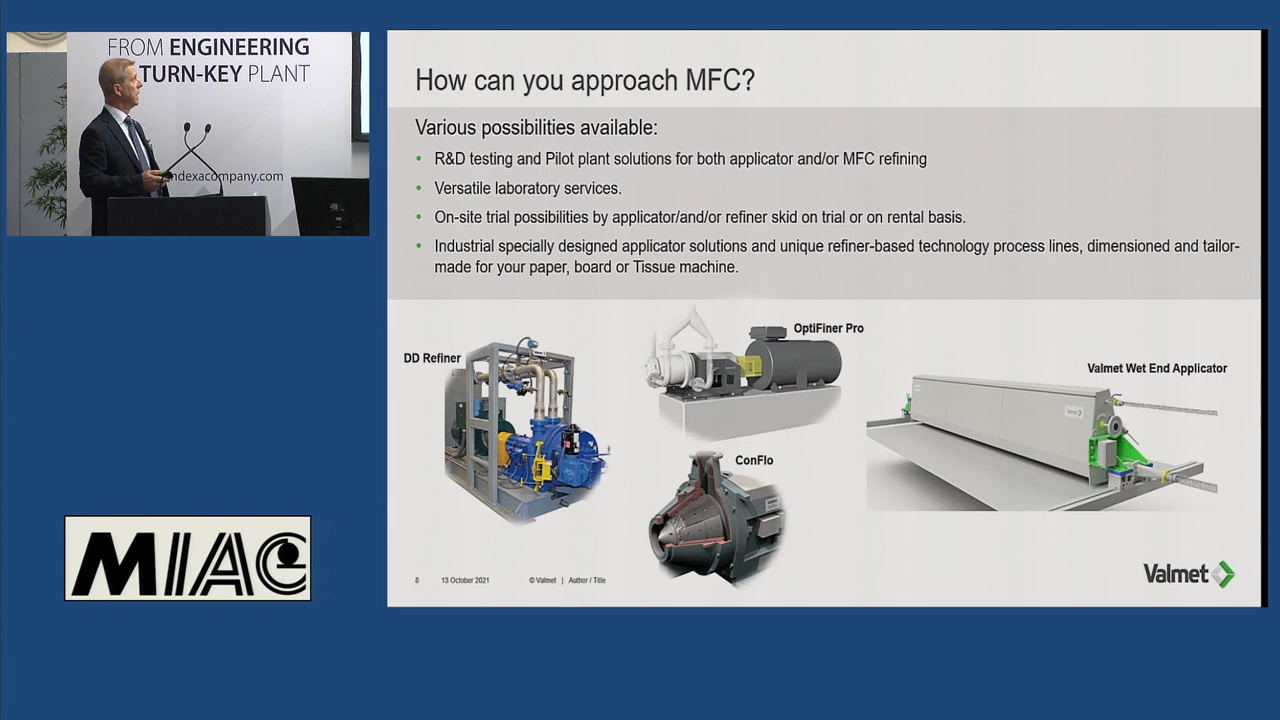 FROM ENGINEERING
TURN-KEY PLANT
ndexacompany.com
MIAC
How can you approach MFC?
Various possibilities available:
• R&D testing and Pilot plant solutions for both applicator and/or MFC refining
• Versatile laboratory services.
• On-site trial possibilities by applicator/and/or refiner skid on trial or on rental basis.
• Industrial specially designed applicator solutions and unique refiner-based technology process lines, dimensioned and tailor-
made for your paper, board or Tissue machine.
DD Refiner
OptiFiner Pro
ConFlo
Valmet Wet End Applicator
Valmet
8 13 October 2021 © Valmet | Author / Title
Valmet